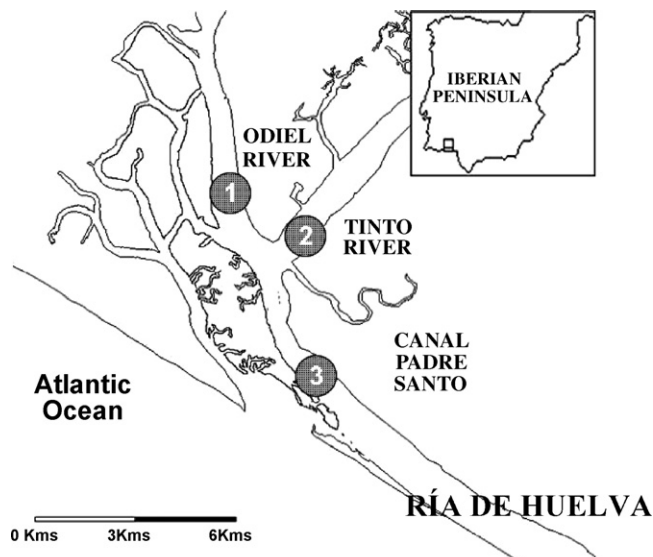 IBERIAN
PENINSULA
ODIEL
RIVER
1
2
TINTO
RIVER
CANAL
PADRE
SANTO
3
Atlantic
Ocean
RÍA DE HUELVA
0 Kms 3Kms 6Kms